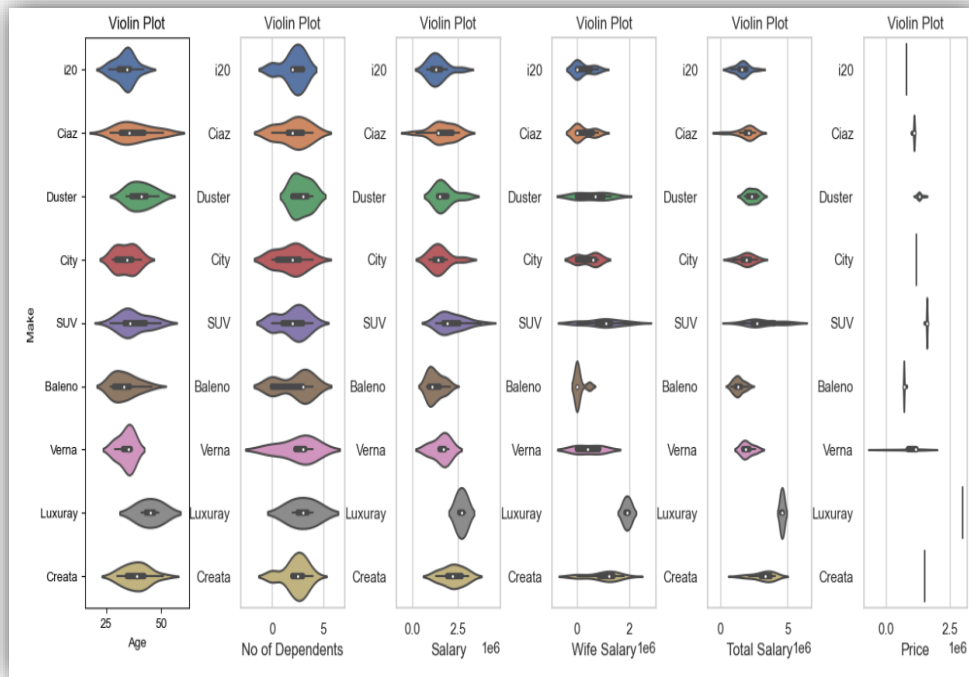 Violin Plot Violin Plot Violin Plot Violin Plot Violin Plot Violin Plot
i20 i20 i20 i20 i20 i20
Ciaz Ciaz Ciaz Ciaz Ciaz Ciaz
Duster Duster Duster Duster Duster Duster
City City City City City City
Make
SUV SUV SUV SUV SUV SUV
Baleno Baleno Baleno Baleno Baleno Baleno
Verna Verna Verna Verna Verna Verna
Luxuray Luxuray Luxuray Luxuray Luxuray Luxuray
Creata Creata Creata Creata Creata Creata
25 50 0 5 0.0 2.5 0 2 0 5 0.0 2.5
Age No of Dependents Salary 1e6 Wife Salary 1e6 Total Salary 1e6 Price 1e6